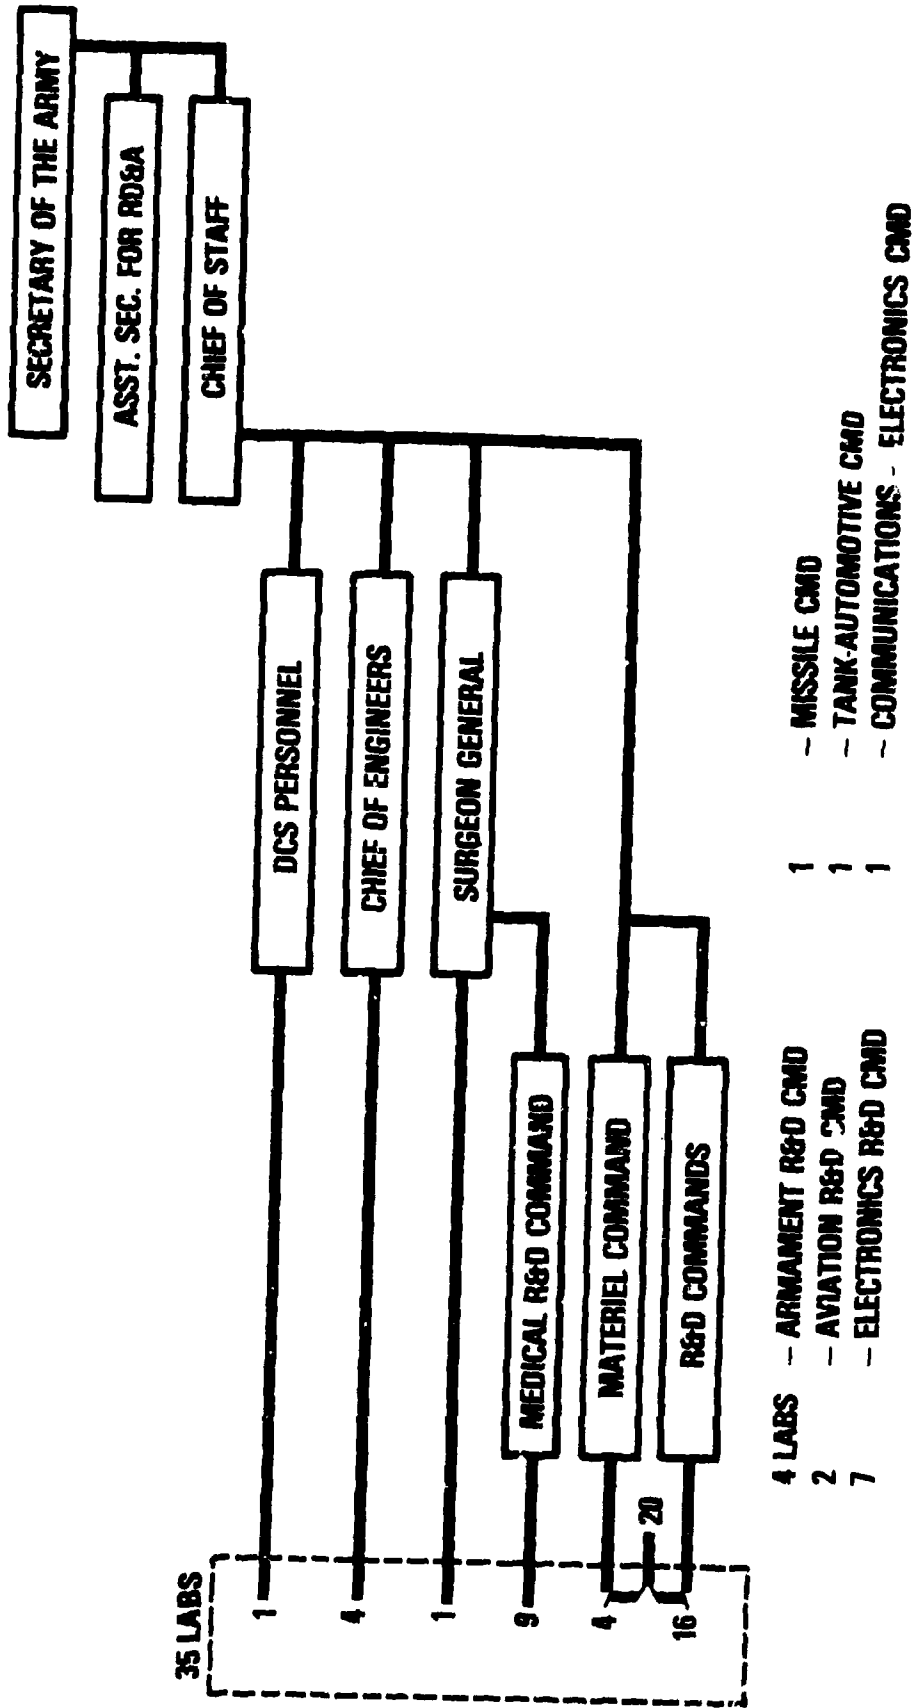 SECRETARY OF THE ARMY
ASST. SEC. FOR RD&A
CHIEF OF STAFF
DCS PERSONNEL
CHIEF OF ENGINEERS
SURGEON GENERAL
MEDICAL R&D COMMAND
MATERIEL COMMAND
R&D COMMANDS
35 LABS
1
4
1
9
4
20
16
4 LABS – ARMAMENT R&D CMD
2 – AVIATION R&D CMD
7 – ELECTRONICS R&D CMD
1 – MISSILE CMD
1 – TANK-AUTOMOTIVE CMD
1 – COMMUNICATIONS - ELECTRONICS CMD